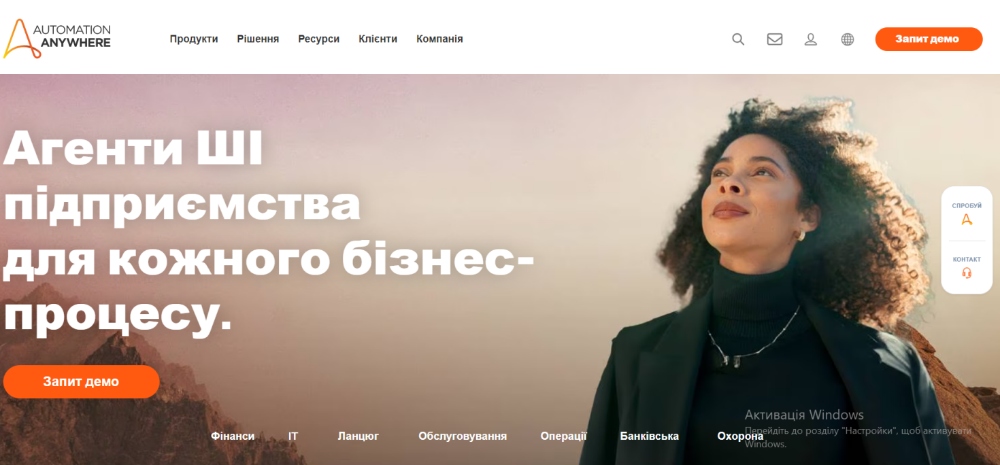 AUTOMATION
ANYWHERE
Продукти
Рішення
Ресурси
Клієнти
Компанія
Запит демо
Агенти ШІ
підприємства
для кожного бізнес-
процесу.
Запит демо
СПРОБУЙ
КОНТАКТ
Фінанси
ІТ
Ланцюг
Обслуговування
Операції
Банківська
Охорона
Активація Windows
Перейдіть до розділу "Настройки", щоб активувати
Windows.